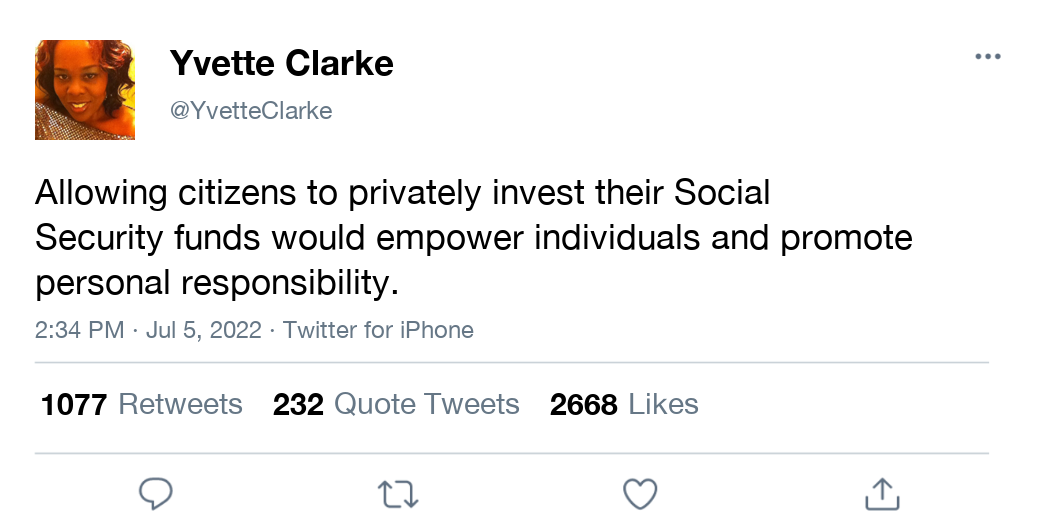 Yvette Clarke
@YvetteClarke
Allowing citizens to privately invest their Social
Security funds would empower individuals and promote
personal responsibility.
2:34 PM · Jul 5, 2022 · Twitter for iPhone
1077 Retweets 232 Quote Tweets 2668 Likes